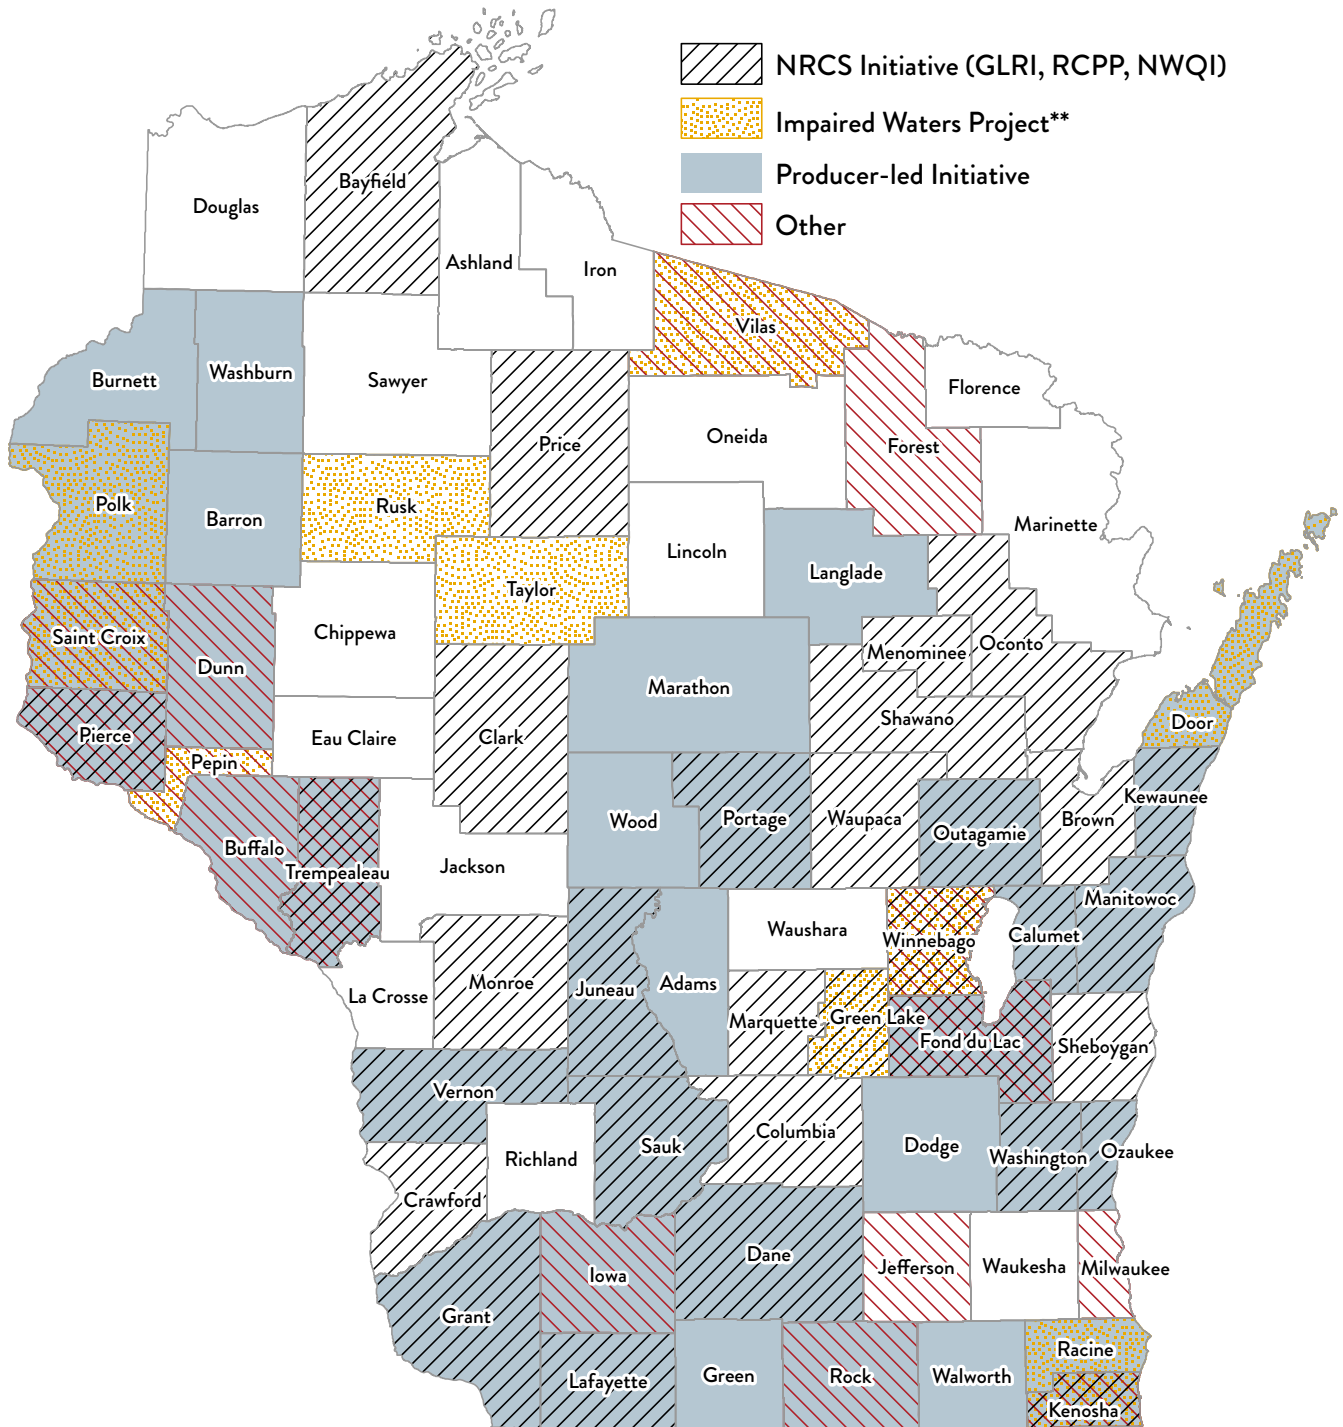 NRCS Initiative (GLRI, RCPP, NWQI)
Impaired Waters Project**
Producer-led Initiative
Other
Bayfield
Douglas
Ashland
Iron
Vilas
Burnett
Washburn
Sawyer
Florence
Price
Oneida
Forest
Polk
Barron
Rusk
Marinette
Lincoln
Langlade
Taylor
Saint Croix
Chippewa
Dunn
Menominee
Oconto
Marathon
Shawano
Door
Pierce
Eau Claire
Clark
Pepin
Kewaunee
Wood
Portage
Waupaca
Outagamie
Brown
Buffalo
Trempealeau
Jackson
Manitowoc
Waushara
Winnebago
Calumet
Monroe
Juneau
Adams
La Crosse
Marquette
Green Lake
Fond du Lac
Sheboygan
Vernon
Columbia
Sauk
Dodge
Richland
Washington
Ozaukee
Crawford
Dane
Iowa
Jefferson
Waukesha
Milwaukee
Grant
Racine
Lafayette
Green
Rock
Walworth
Kenosha